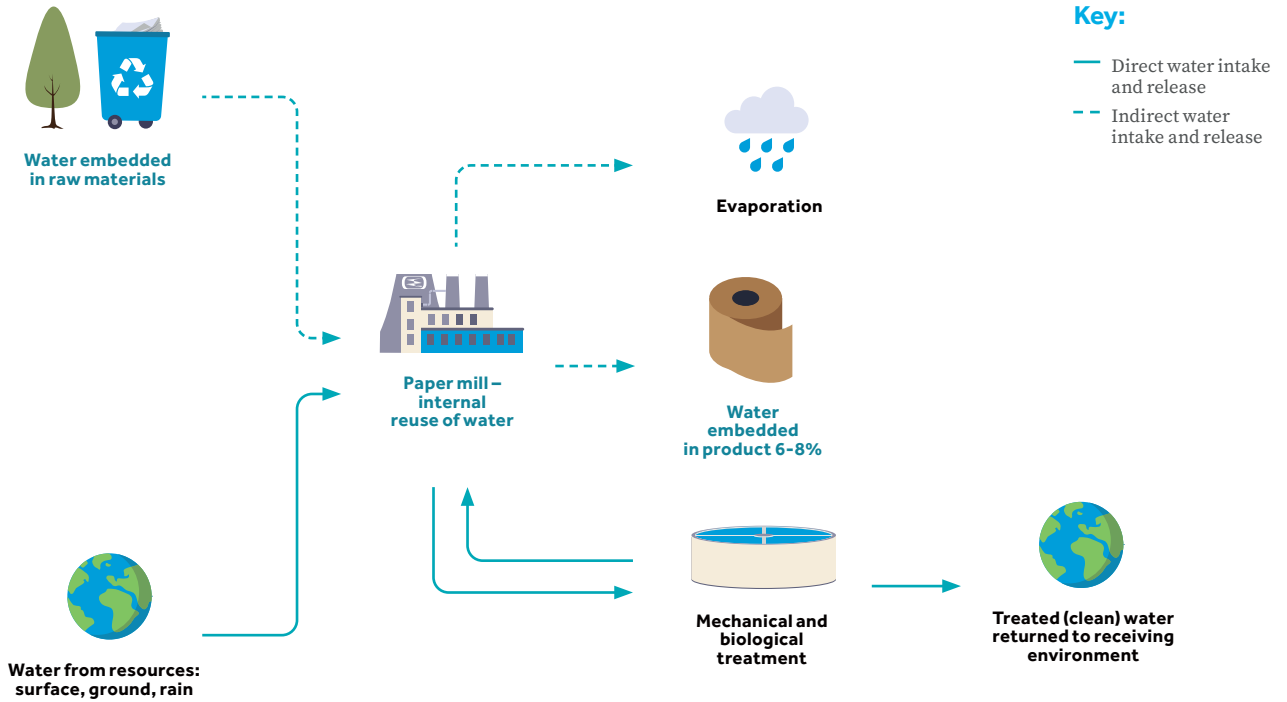 Key:
Direct water intake
and release
Indirect water
intake and release
Water embedded
in raw materials
Evaporation
Paper mill –
internal
reuse of water
Water
embedded
in product 6-8%
Mechanical and
biological
treatment
Treated (clean) water
returned to receiving
environment
Water from resources:
surface, ground, rain